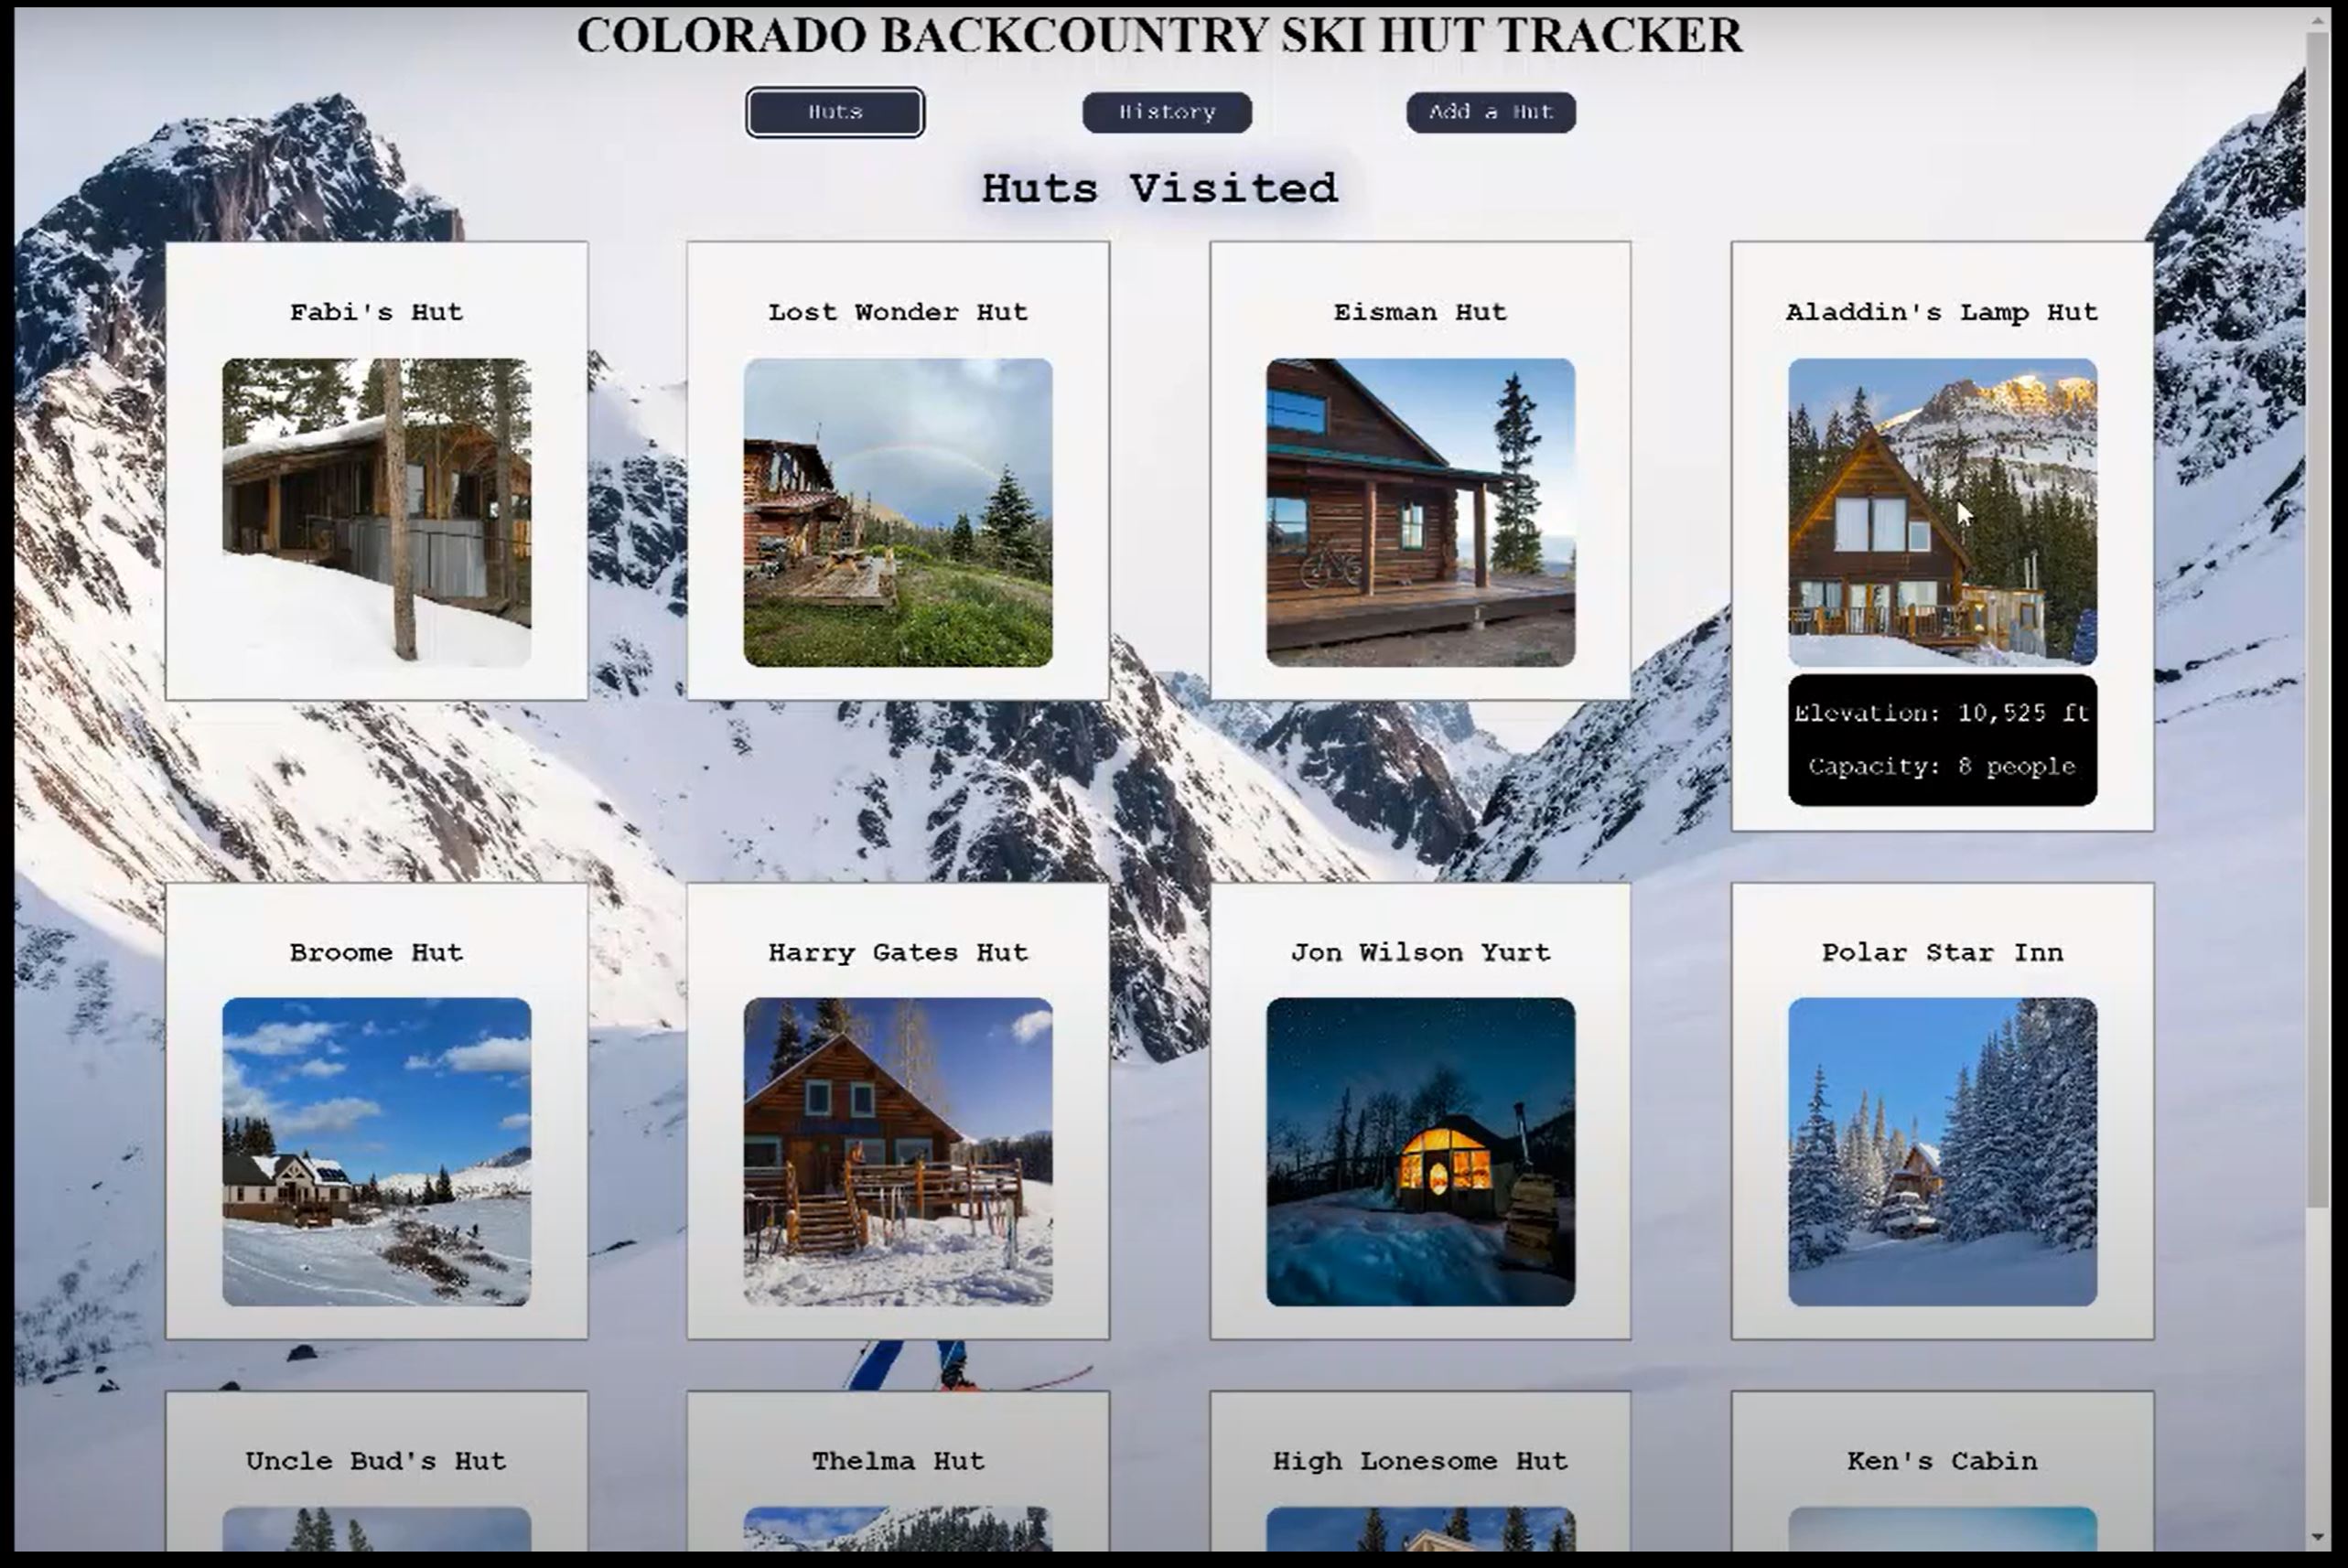 COLORADO BACKCOUNTRY SKI HUT TRACKER
Huts History Add a Hut
Huts Visited
Fabi's Hut
Lost Wonder Hut
Eisman Hut
Aladdin's Lamp Hut
Elevation: 10,525 ft
Capacity: 8 people
Broome Hut
Harry Gates Hut
Jon Wilson Yurt
Polar Star Inn
Uncle Bud's Hut
Thelma Hut
High Lonesome Hut
Ken's Cabin